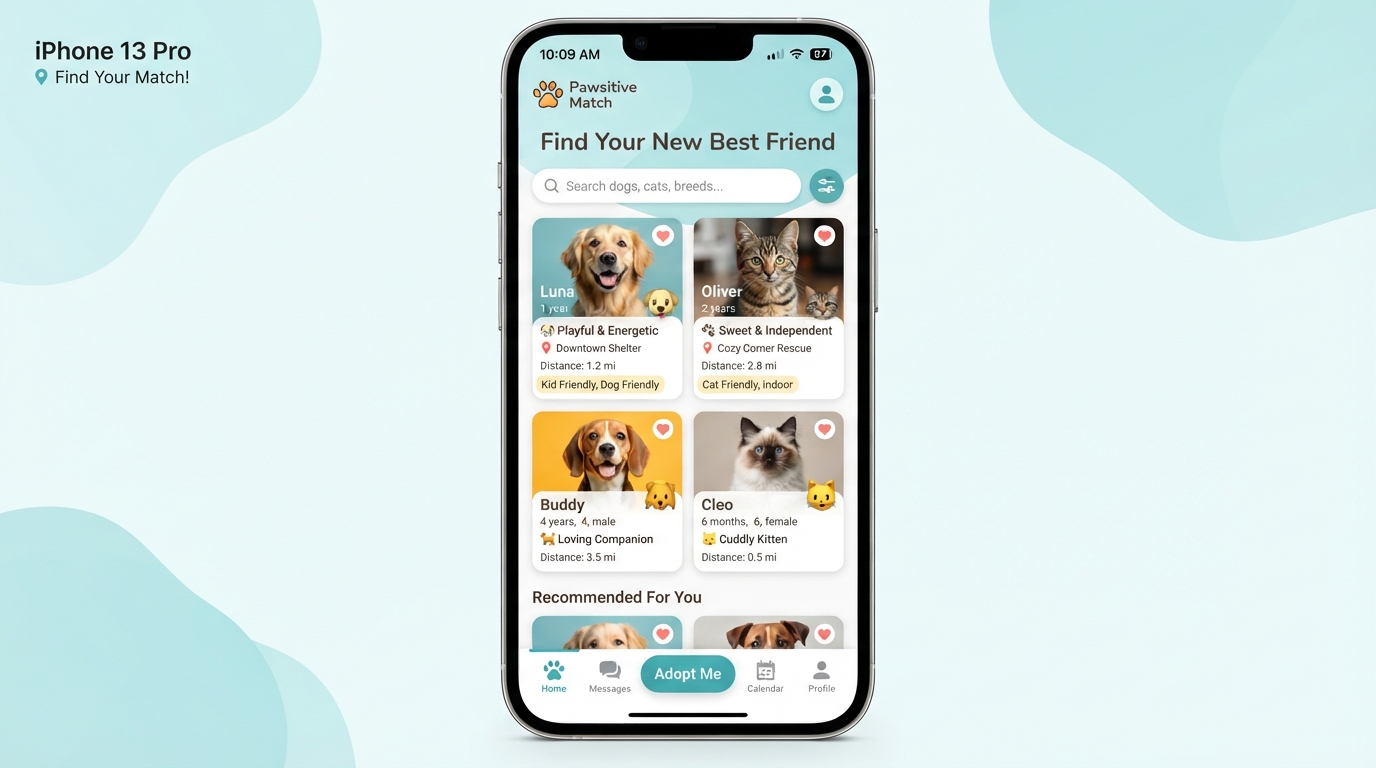 iPhone 13 Pro
Find Your Match!
10:09 AM
87
Pawsitive
Match
Find Your New Best Friend
Search dogs, cats, breeds...
Luna
1 year
Playful & Energetic
Downtown Shelter
Distance: 1.2 mi
Kid Friendly, Dog Friendly
Oliver
2 years
Sweet & Independent
Cozy Corner Rescue
Distance: 2.8 mi
Cat Friendly, indoor
Buddy
4 years, 4, male
Loving Companion
Distance: 3.5 mi
Cleo
6 months, 6, female
Cuddly Kitten
Distance: 0.5 mi
Recommended For You
Home
Messages
Adopt Me
Calendar
Profile